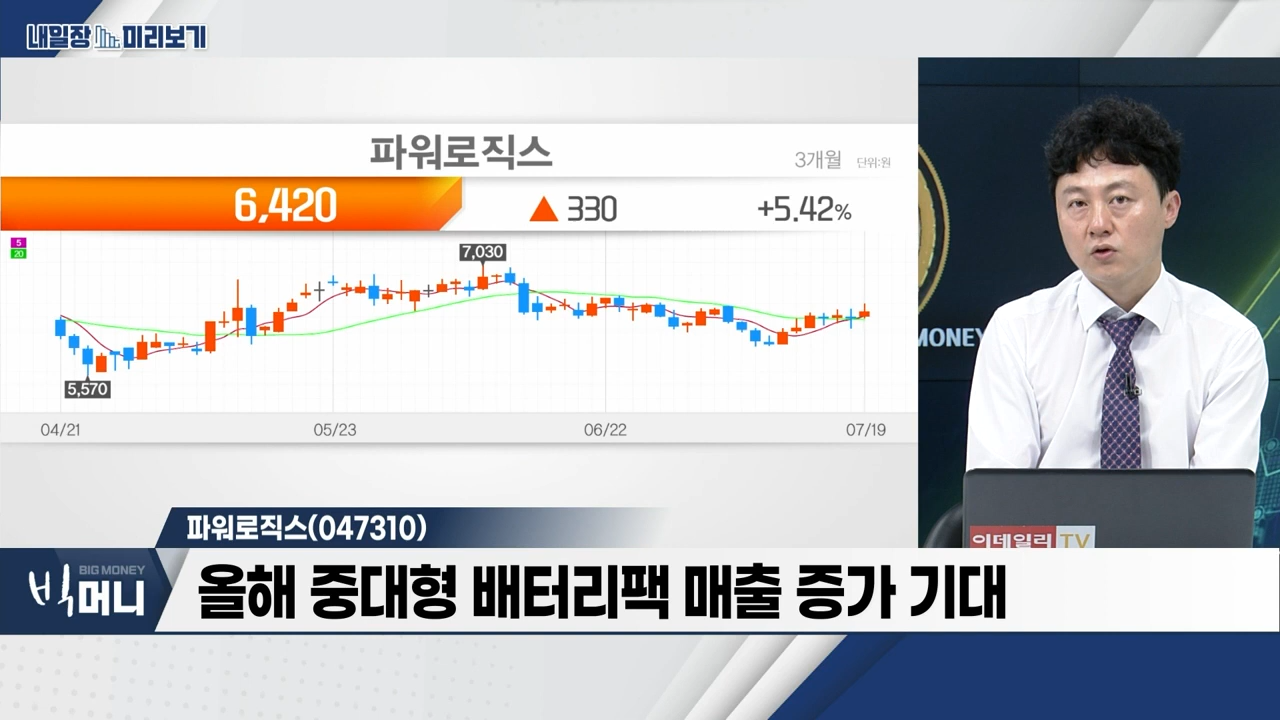 내일장 미리보기
파워로직스
3개월 단위:원
6,420 ▲ 330 +5.42%
5
20
7,030
5,570
04/21 05/23 06/22 07/19
MONEY
이데일리 TV
파워로직스(047310)
BIG MONEY
빅머니
올해 중대형 배터리팩 매출 증가 기대